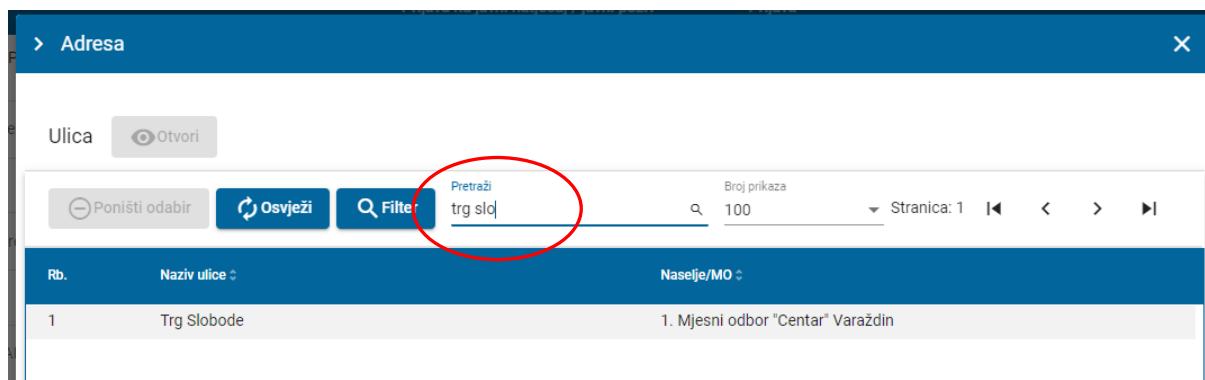 Adresa
Ulica Otvori
Poništi odabir Osvježi Filter Pretraži trg slo Broj prikaza 100 Stranica: 1
Rb. Naziv ulice Naselje/MO
1 Trg Slobode 1. Mjesni odbor "Centar" Varaždin